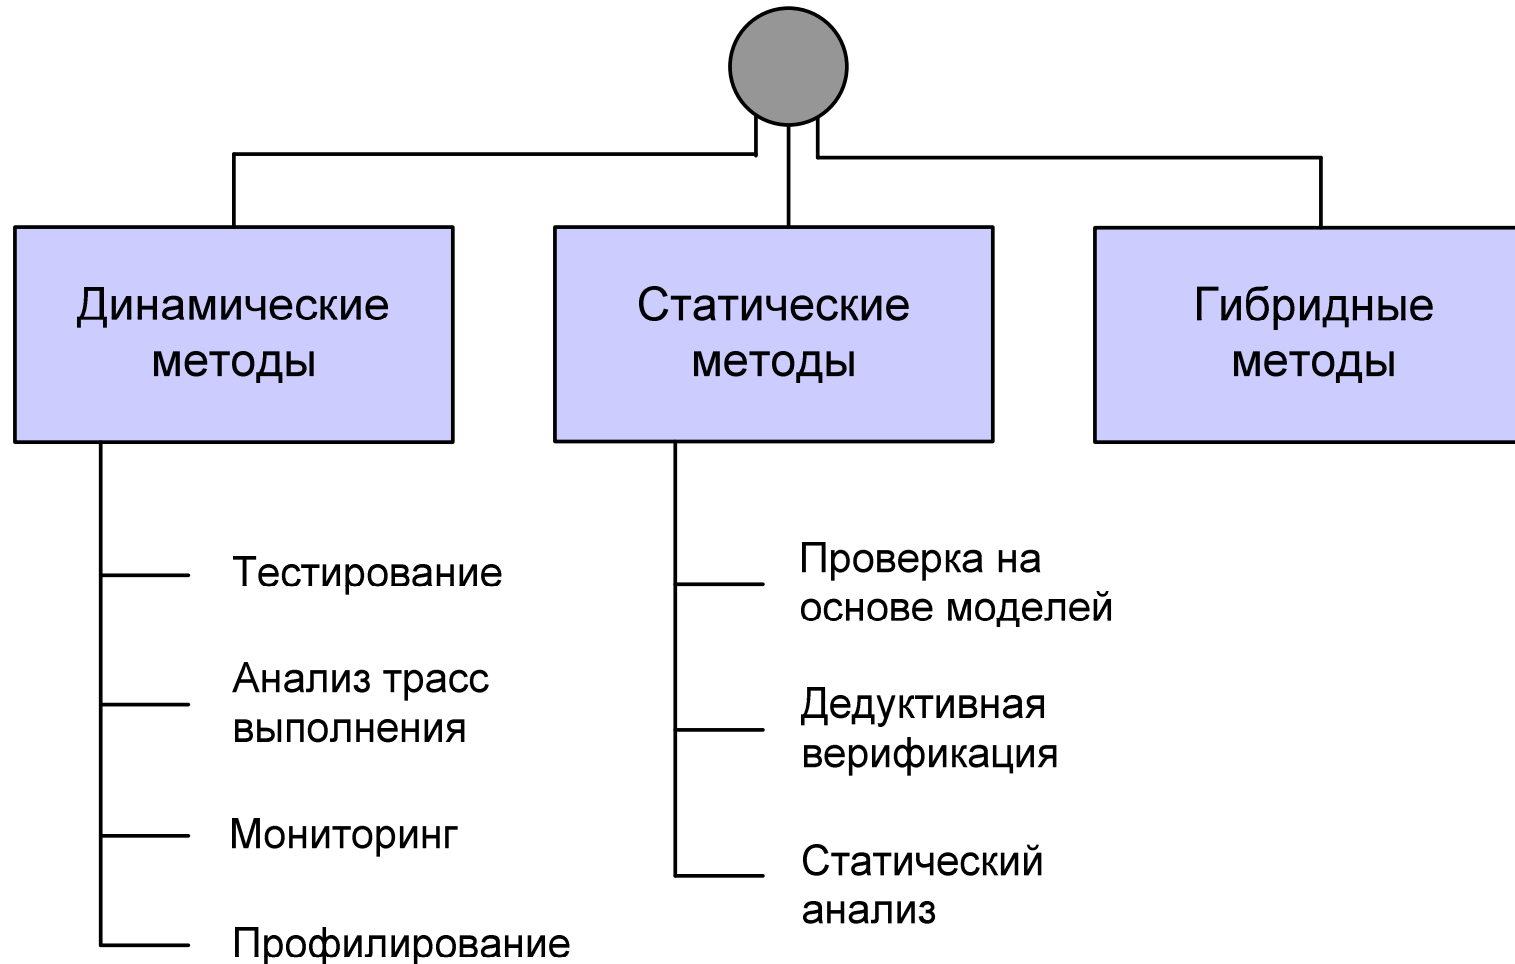 Динамические
методы
Статические
методы
Гибридные
методы
Тестирование
Анализ трасс
выполнения
Мониторинг
Профилирование
Проверка на
основе моделей
Дедуктивная
верификация
Статический
анализ